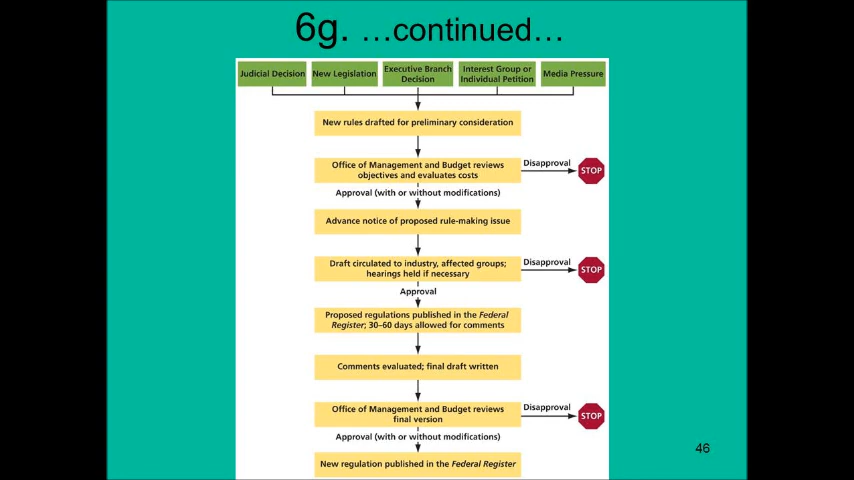 6g. ...continued...
Judicial Decision
New Legislation
Executive Branch
Decision
Interest Group or
Individual Petition
Media Pressure
New rules drafted for preliminary consideration
Office of Management and Budget reviews
objectives and evaluates costs
Disapproval
STOP
Approval (with or without modifications)
Advance notice of proposed rule-making issue
Draft circulated to industry, affected groups;
hearings held if necessary
Disapproval
STOP
Approval
Proposed regulations published in the Federal
Register; 30–60 days allowed for comments
Comments evaluated; final draft written
Office of Management and Budget reviews
final version
Disapproval
STOP
Approval (with or without modifications)
New regulation published in the Federal Register
46